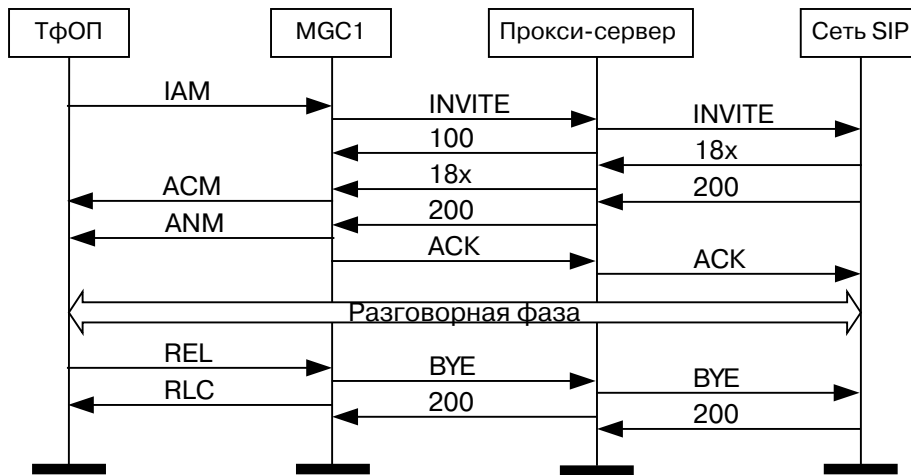 ТфОП
MGC1
Прокси-сервер
Сеть SIP
IAM
INVITE
INVITE
100
18x
18x
ACM
200
200
ANM
ACK
ACK
Разговорная фаза
REL
BYE
BYE
RLC
200
200